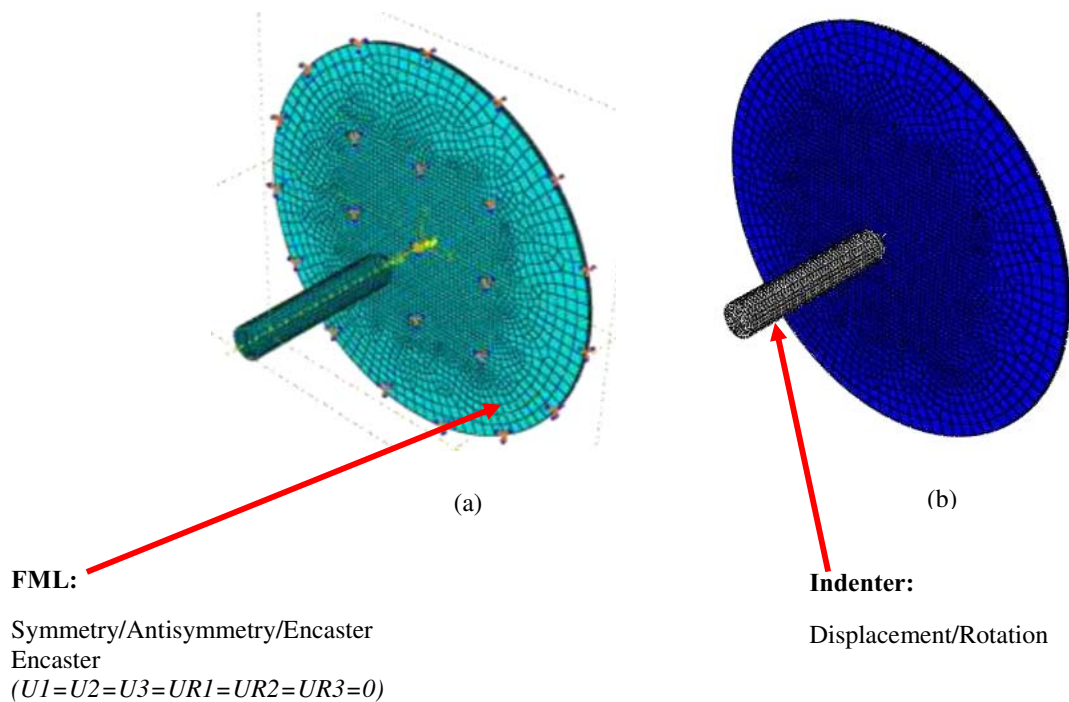 (a)
(b)
FML:
Symmetry/Antisymmetry/Encaster
Encaster
(U1=U2=U3=UR1=UR2=UR3=0)
Indenter:
Displacement/Rotation